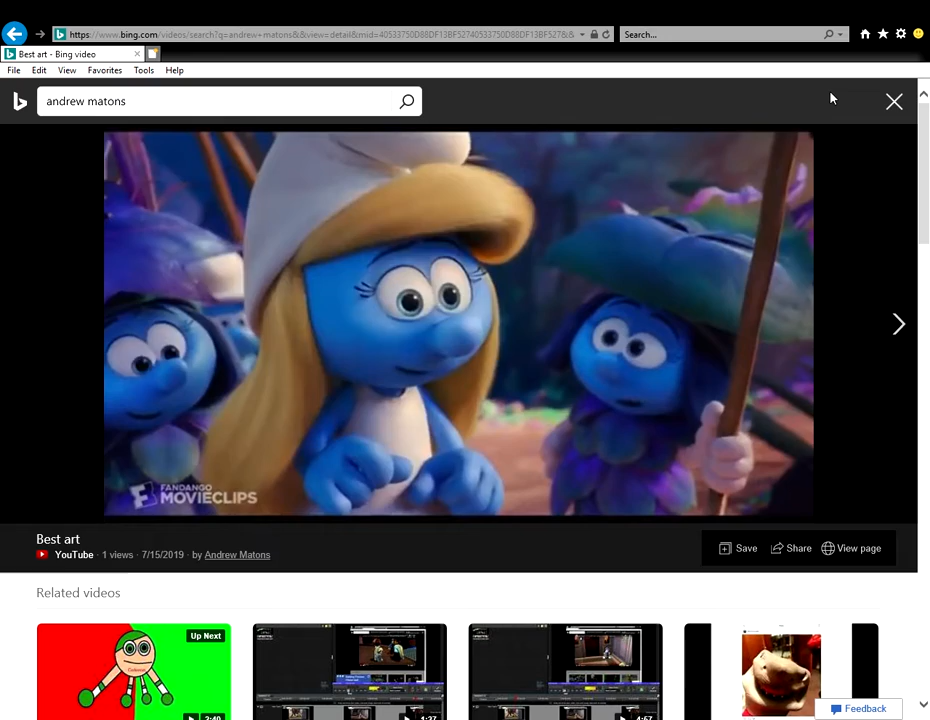 https://www.bing.com/videos/search?q=andrew+matons&&view=detail&mid=40533750D88DF13BF52740533750D88DF13BF527&&
Search...
Best art - Bing video
File Edit View Favorites Tools Help
andrew matons
FANDANGO
MOVIECLIPS
Best art
YouTube · 1 views · 7/15/2019 · by Andrew Matons
Save Share View page
Related videos
Up Next
2:40
1:37
4:57
Feedback